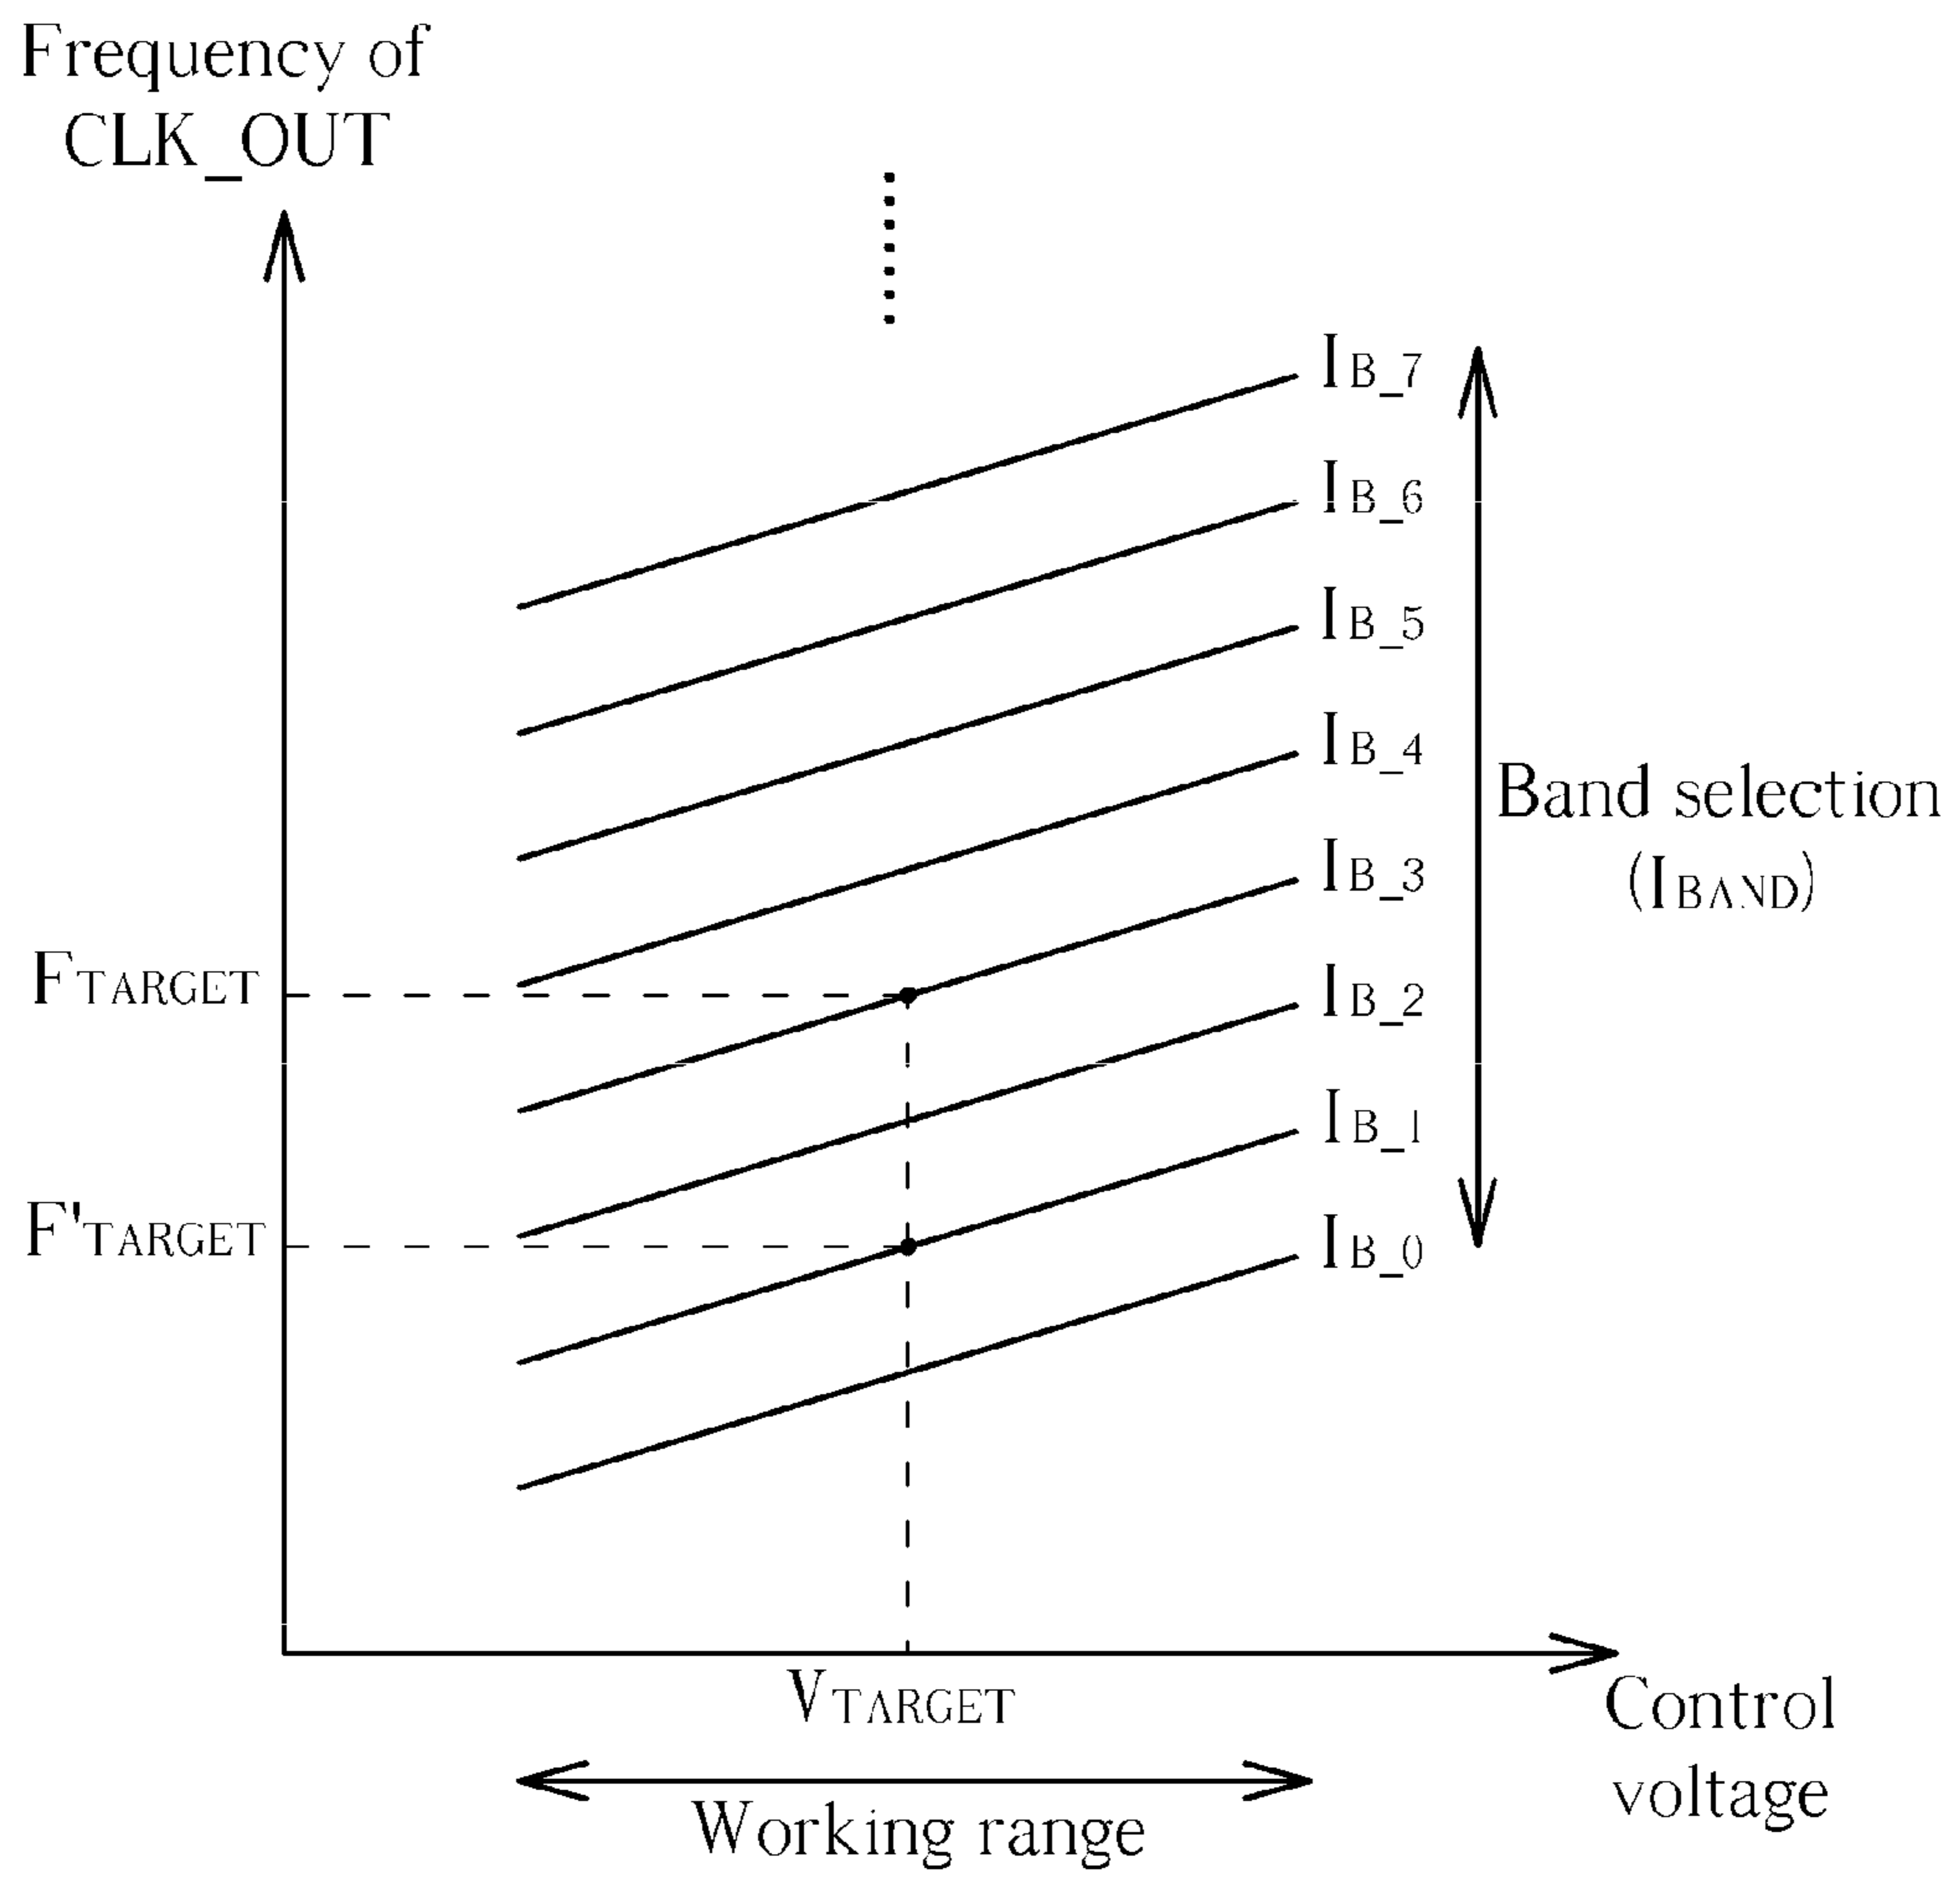 Frequency of
CLK_OUT
IB_7
IB_6
IB_5
IB_4
Band selection
(IBAND)
IB_3
FTARGET
IB_2
IB_1
F'TARGET
IB_0
VTARGET
Control
voltage
Working range